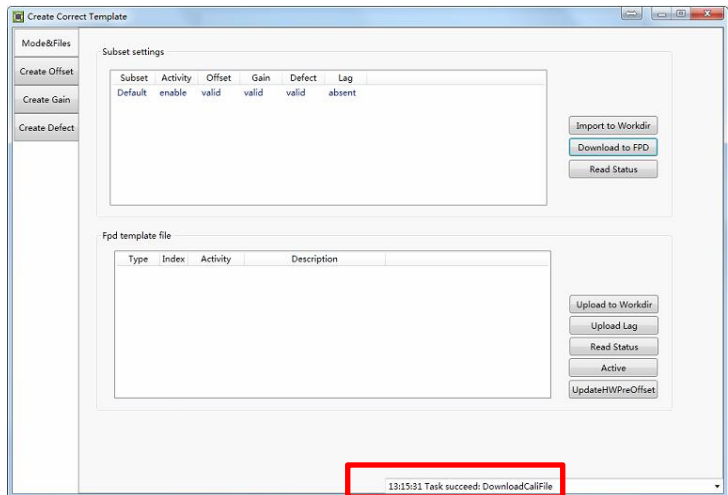 Create Correct Template
Mode&Files
Create Offset
Create Gain
Create Defect
Subset settings
Subset Activity Offset Gain Defect Lag
Default enable valid valid valid absent
Import to Workdir
Download to FPD
Read Status
Fpd template file
Type Index Activity Description
Upload to Workdir
Upload Lag
Read Status
Active
UpdateHWPreOffset
13:15:31 Task succeed: DownloadCaliFile